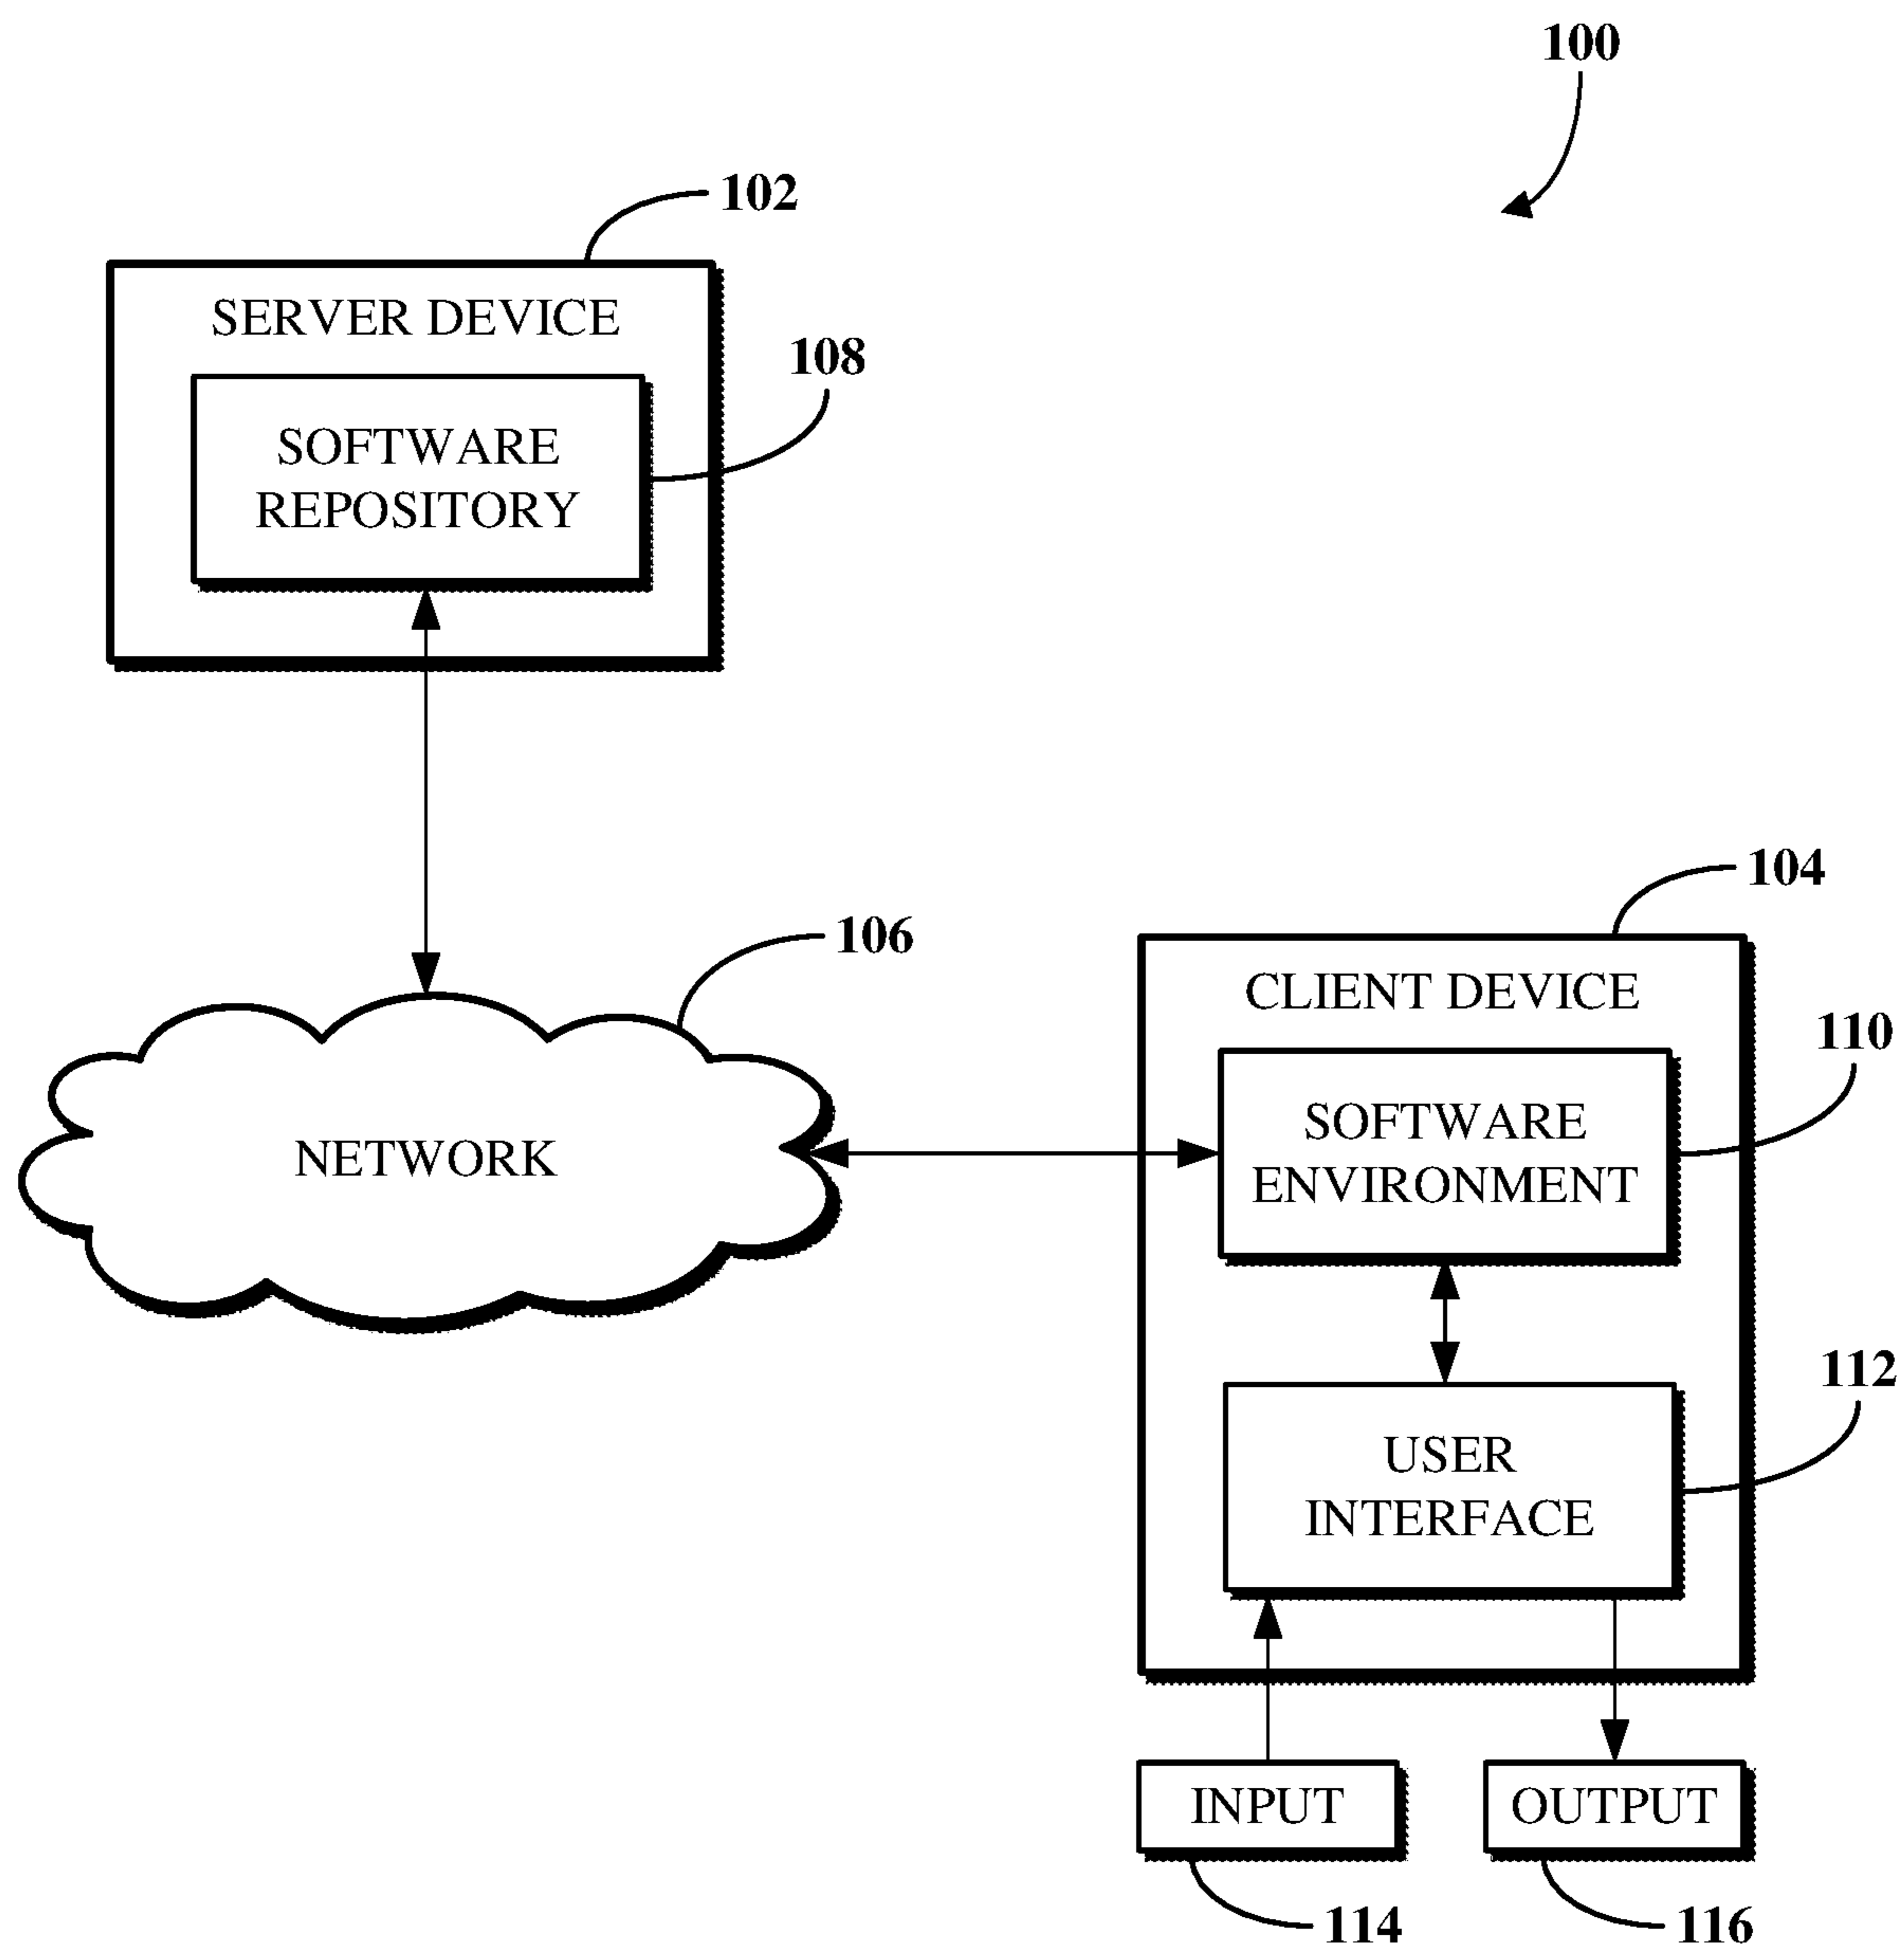 100
102
SERVER DEVICE
108
SOFTWARE
REPOSITORY
104
106
CLIENT DEVICE
110
SOFTWARE
ENVIRONMENT
NETWORK
112
USER
INTERFACE
INPUT
OUTPUT
114
116